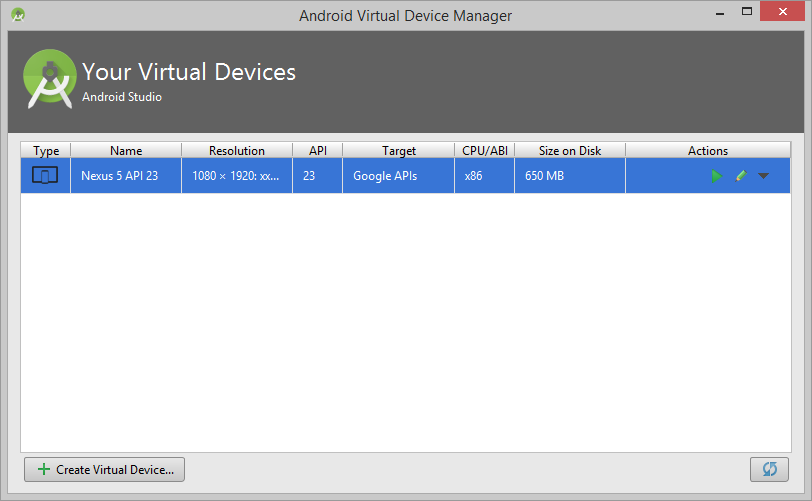 Android Virtual Device Manager
Your Virtual Devices
Android Studio
Type Name Resolution API Target CPU/ABI Size on Disk Actions
Nexus 5 API 23 1080 × 1920: xx... 23 Google APIs x86 650 MB
Create Virtual Device...